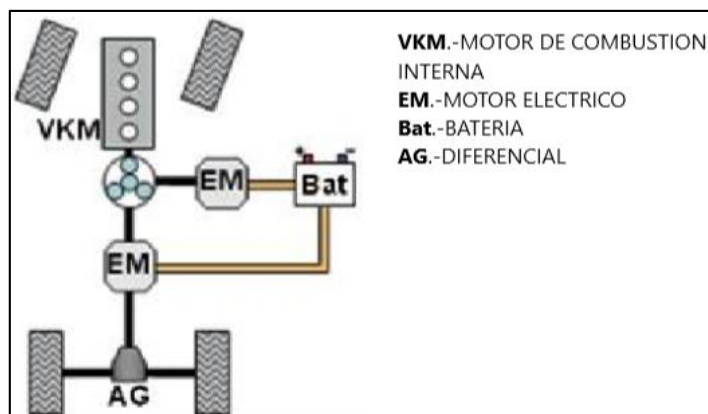 VKM.-MOTOR DE COMBUSTION
INTERNA
EM.-MOTOR ELECTRICO
Bat.-BATERIA
AG.-DIFERENCIAL
VKM
EM
+ -
Bat
EM
AG